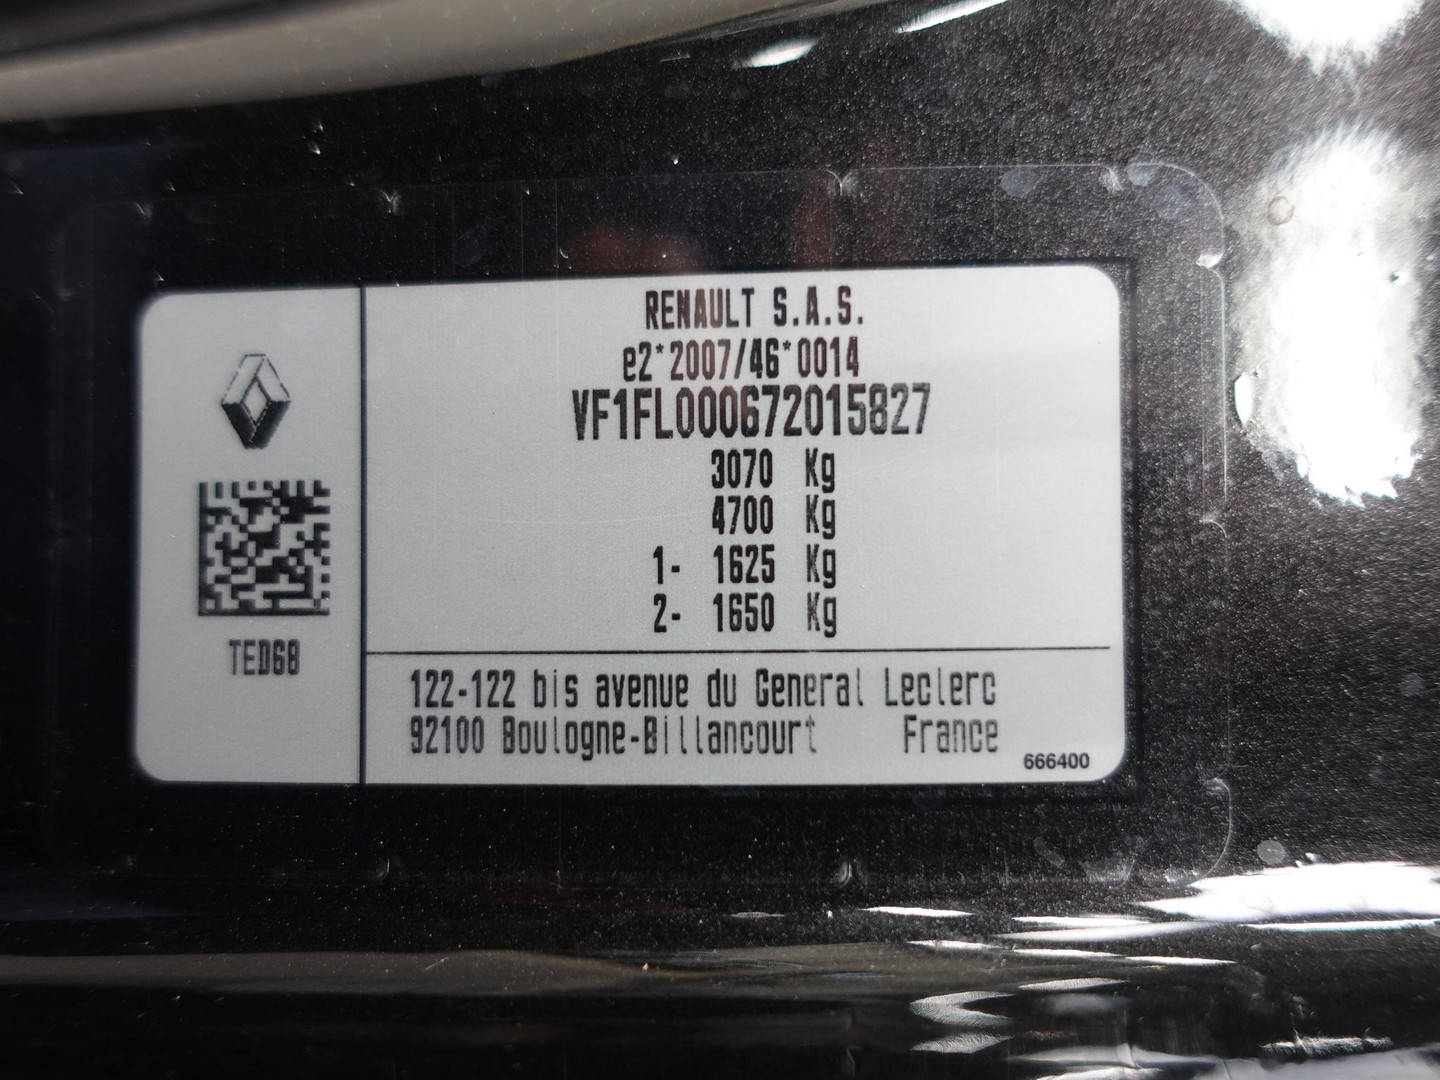 RENAULT S.A.S.
e2*2007/46*0014
VF1FL000672015827
3070 Kg
4700 Kg
1- 1625 Kg
2- 1650 Kg
TED68
122-122 bis avenue du General Leclerc
92100 Boulogne-Billancourt France
666400